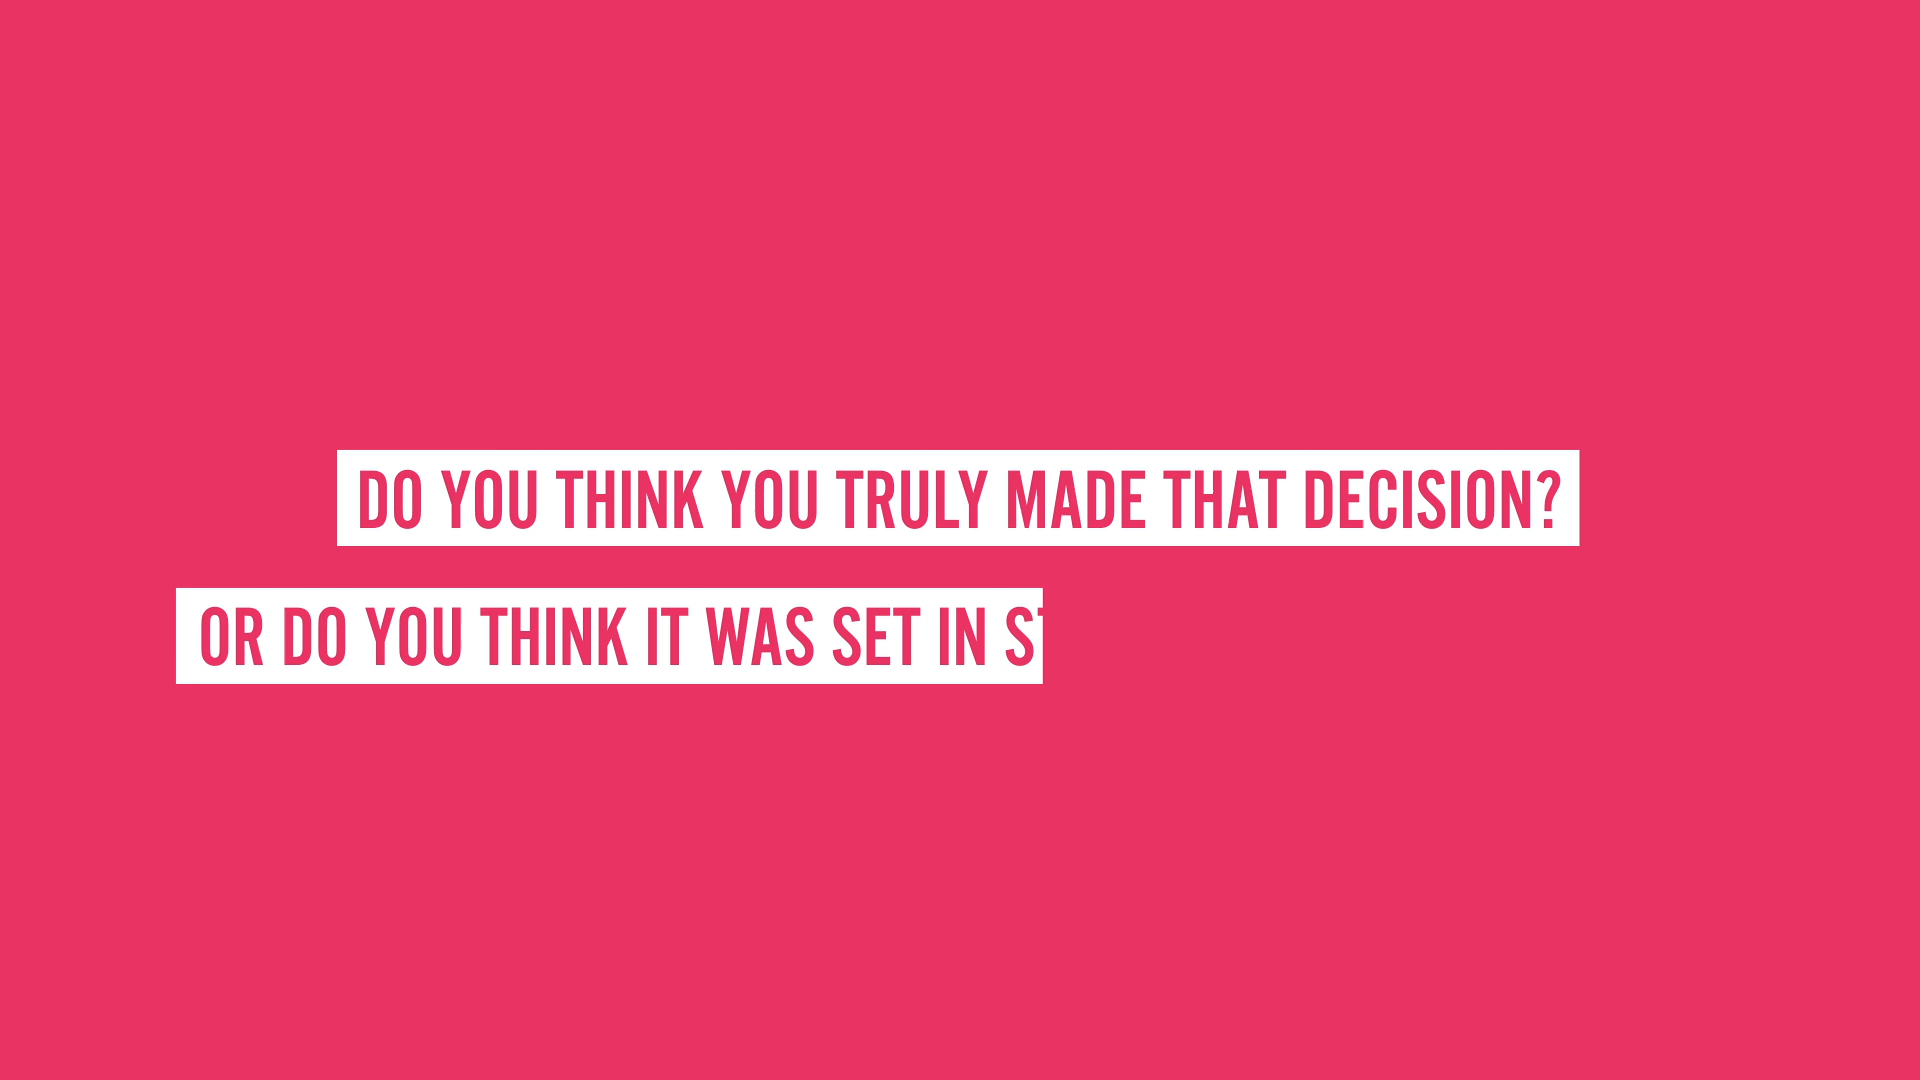 DO YOU THINK YOU TRULY MADE THAT DECISION?
OR DO YOU THINK IT WAS SET IN